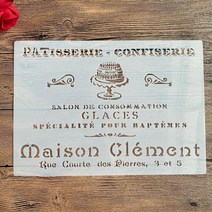 PATISSERIE - CONFISERIE
SALON DE CONSOMMATION
GLACES
SPÉCIALITÉ POUR BAPTÊMES
Maison Clément
Rue Courte des Pierres, 3 et 5